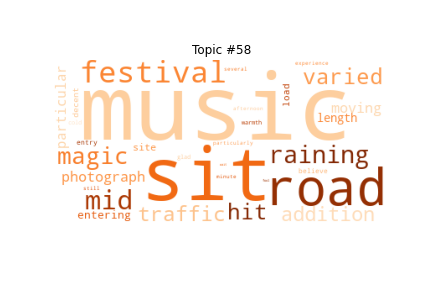 Topic #58
experience
several
festival
varied
particular
decent
music
load
moving
afternoon
length
warmth
entry
site
particularly
magic
sit
raining
photograph
believe
road
minute
still
mid
entering
traffic
hit
addition